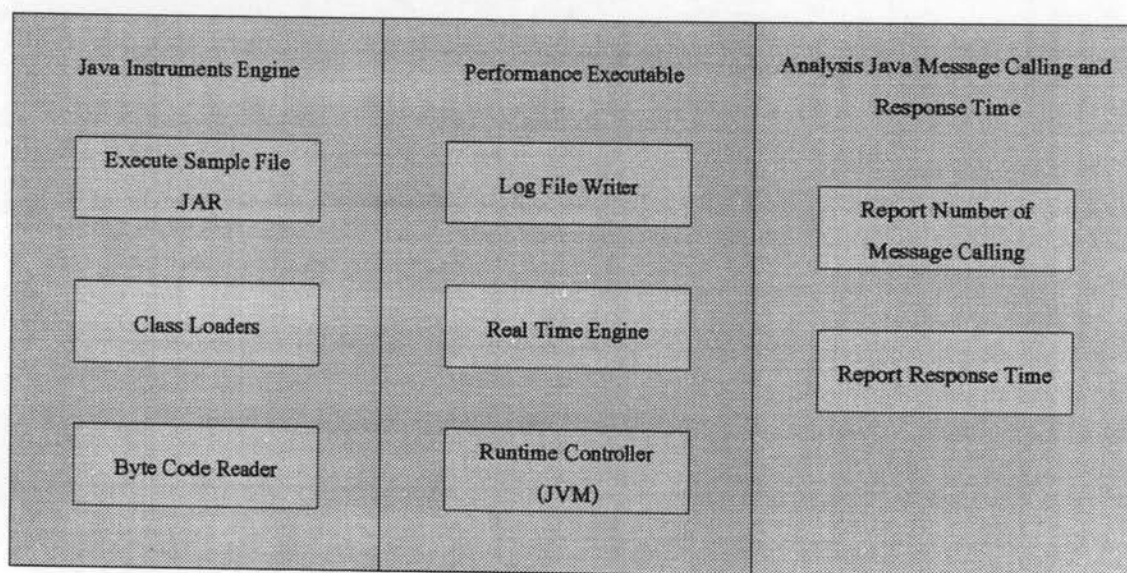 Java Instruments Engine
Execute Sample File
.JAR
Class Loaders
Byte Code Reader
Performance Executable
Log File Writer
Real Time Engine
Runtime Controller
(JVM)
Analysis Java Message Calling and
Response Time
Report Number of
Message Calling
Report Response Time